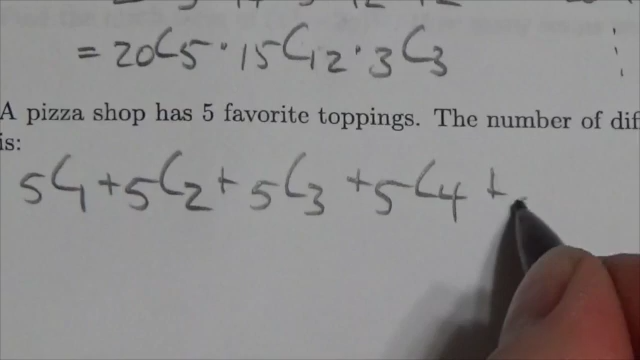 = 20C5 · 15C12 · 3C3
A pizza shop has 5 favorite toppings. The number of dif
is:
5C1 + 5C2 + 5C3 + 5C4 +